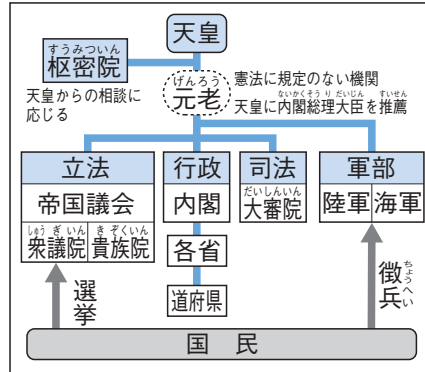 天皇
すうみついん
枢密院
天皇からの相談に
応じる
げんろう
元老
憲法に規定のない機関
ないかくそうりだいじん すいせん
天皇に内閣総理大臣を推薦
立法
帝国議会
しゅうぎいん きぞくいん
衆議院 貴族院
行政
内閣
各省
道府県
司法
だいしんいん
大審院
軍部
陸軍 海軍
選挙
徴兵
ちょうへい
国民